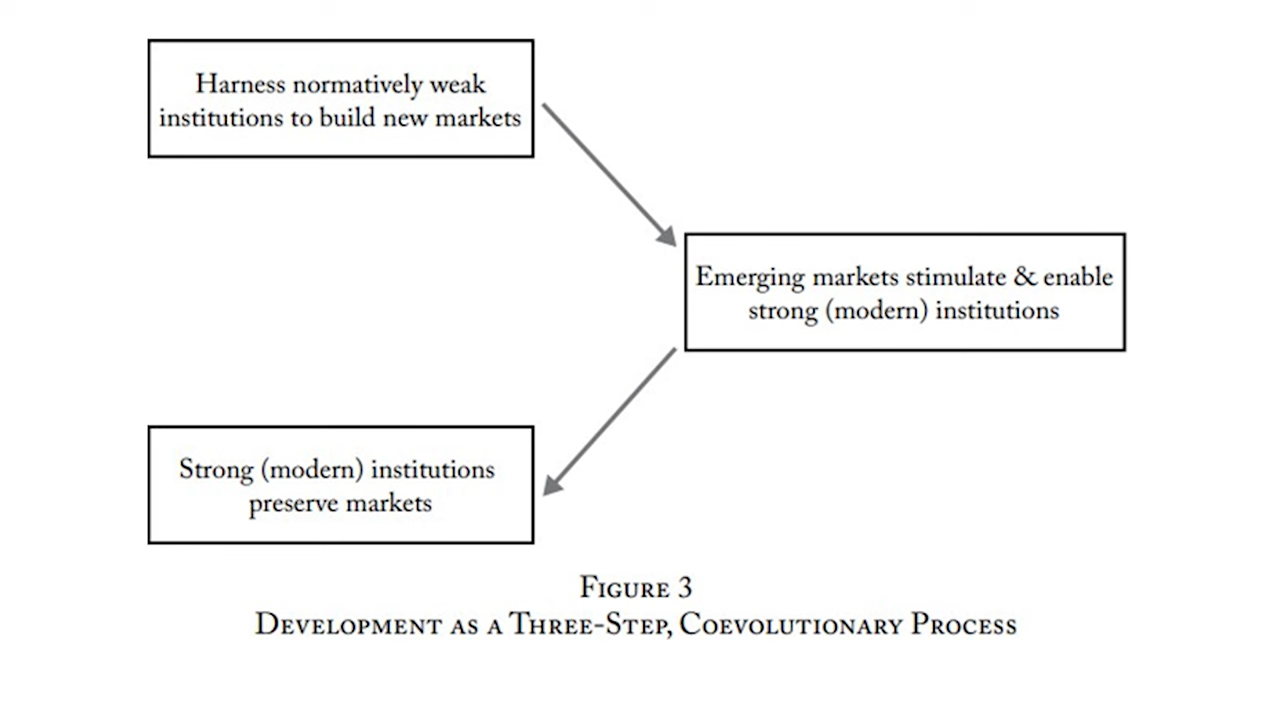 Harness normatively weak
institutions to build new markets
Emerging markets stimulate & enable
strong (modern) institutions
Strong (modern) institutions
preserve markets
Figure 3
Development as a Three-Step, Coevolutionary Process